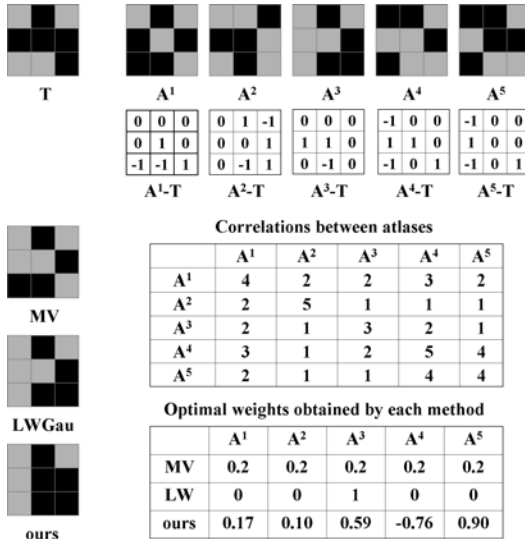 T A¹ A² A³ A⁴ A⁵
0 0 0 0 1 -1 0 0 0 -1 0 0 -1 0 0
0 1 0 0 0 1 1 1 0 1 1 0 1 0 0
-1 -1 1 0 -1 1 0 -1 0 -1 0 1 -1 0 1
A¹-T A²-T A³-T A⁴-T A⁵-T
Correlations between atlases
A¹ A² A³ A⁴ A⁵
A¹ 4 2 2 3 2
A² 2 5 1 1 1
A³ 2 1 3 2 1
A⁴ 3 1 2 5 4
A⁵ 2 1 1 4 4
MV
LWGau
ours
Optimal weights obtained by each method
A¹ A² A³ A⁴ A⁵
MV 0.2 0.2 0.2 0.2 0.2
LW 0 0 1 0 0
ours 0.17 0.10 0.59 -0.76 0.90